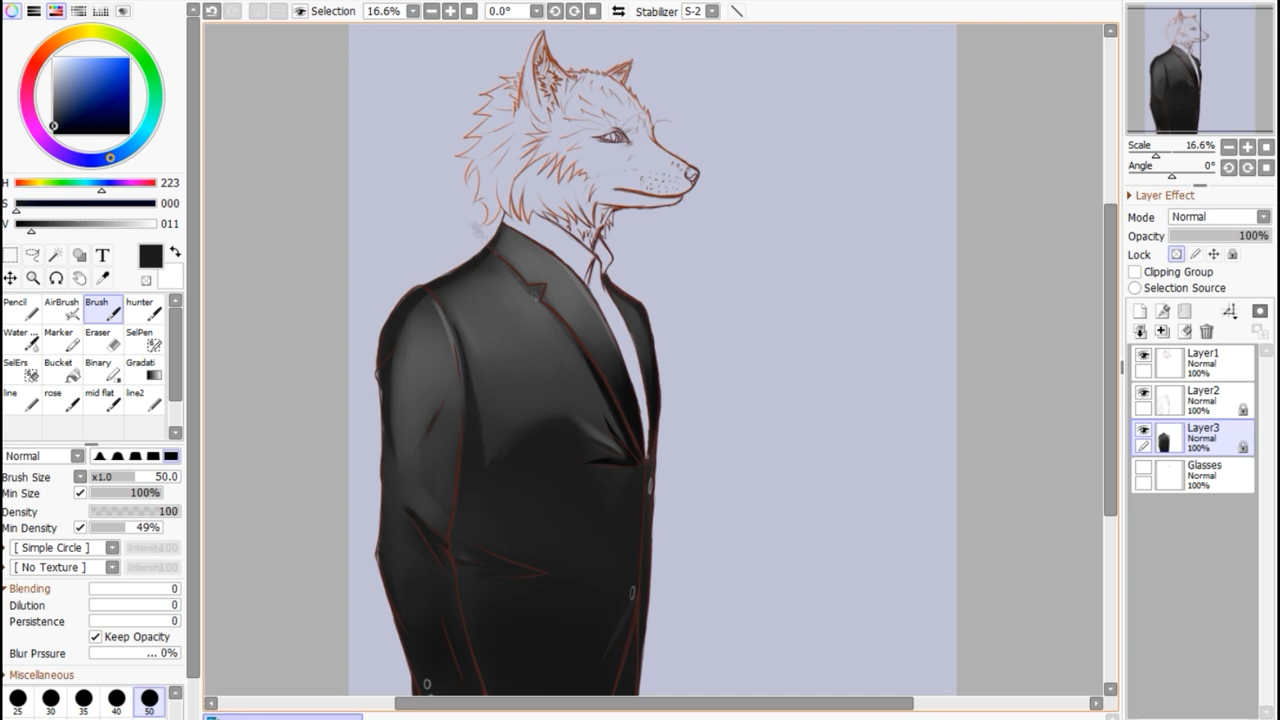 Selection 16.6% 0.0° Stabilizer S-2
H 223
S 000
V 011
T
Pencil AirBrush Brush hunter
Water ... Marker Eraser SelPen
SelErs Bucket Binary Gradati
line rose mid flat line2
Normal
Brush Size x1.0 50.0
Min Size 100%
Density 100
Min Density 49%
[ Simple Circle ] Intensity 100
[ No Texture ] Intensity 100
Blending 0
Dilution 0
Persistence 0
Keep Opacity
Blur Prssure ... 0%
Miscellaneous
25 30 35 40 50
Scale 16.6%
Angle 0°
Layer Effect
Mode Normal
Opacity 100%
Lock
Clipping Group
Selection Source
Layer1
Normal
100%
Layer2
Normal
100%
Layer3
Normal
100%
Glasses
Normal
100%